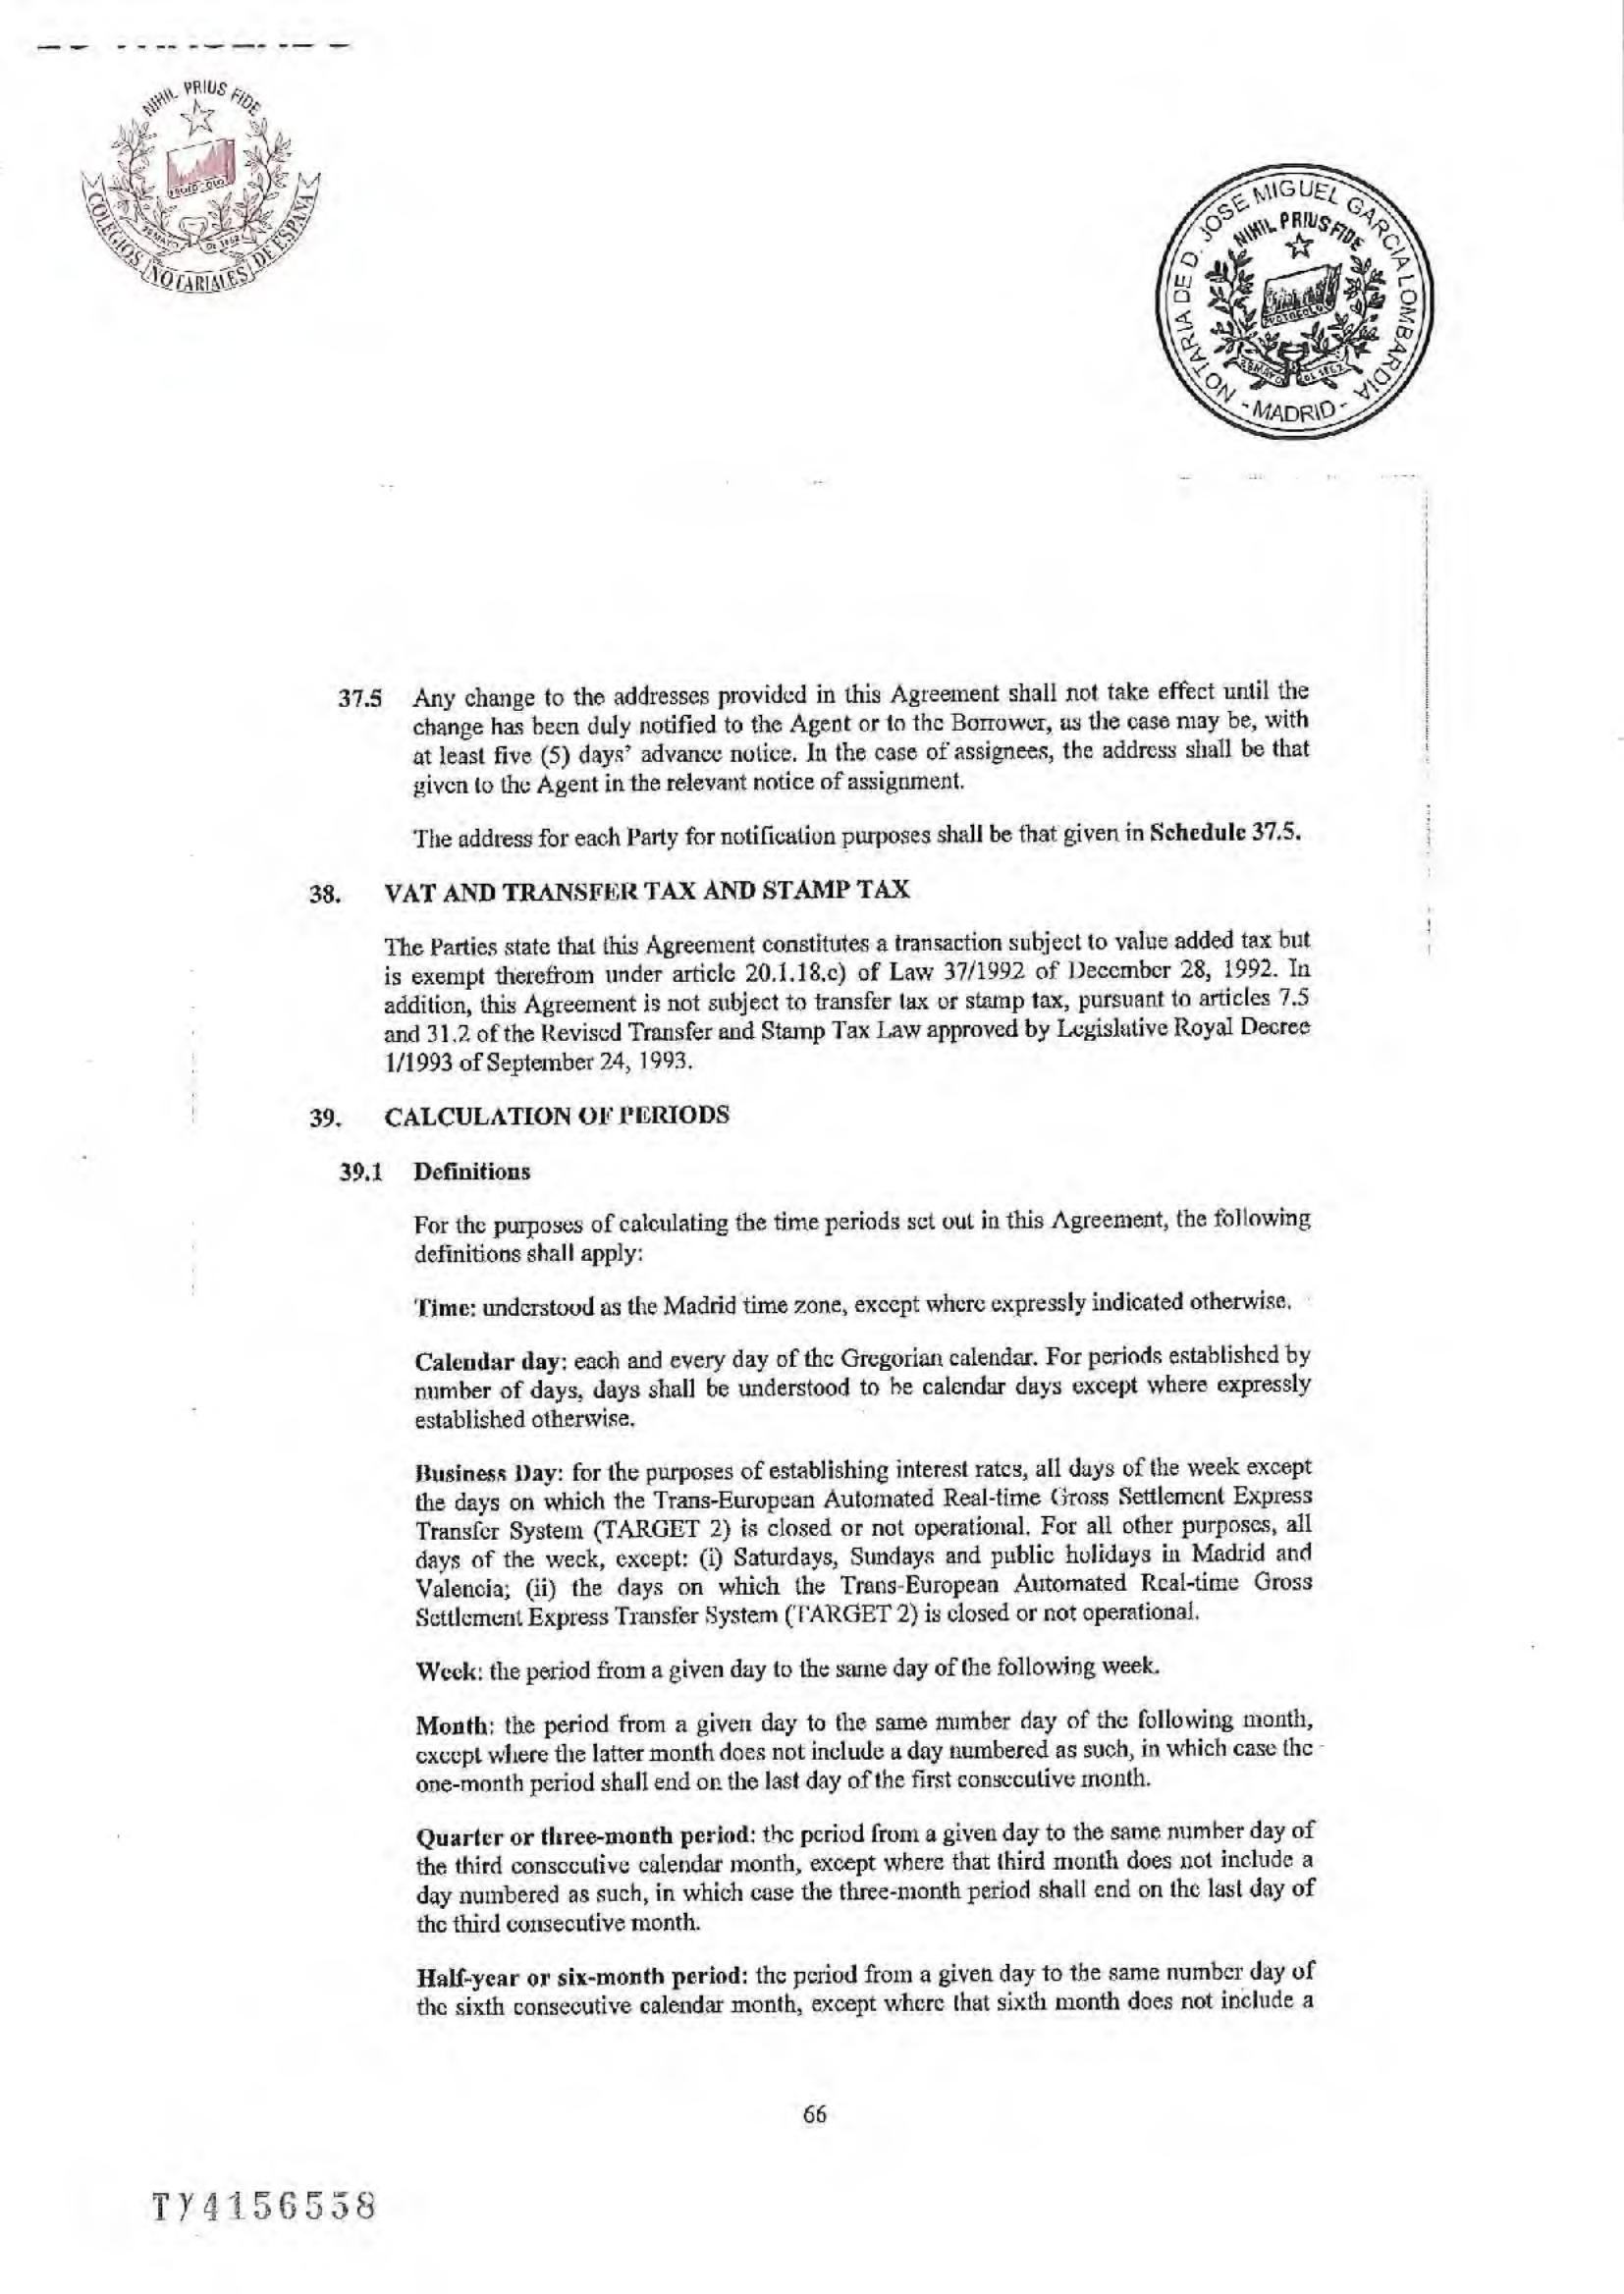 NIHIL PRIUS FIDE
COLEGIOS NOTARIALES DE ESPAÑA
NOTARIA DE D. JOSE MIGUEL GARCIA LOMBARDIA
NIHIL PRIUS FIDE
28 MAYO DE 1862
- MADRID -
37.5 Any change to the addresses provided in this Agreement shall not take effect until the
change has been duly notified to the Agent or to the Borrower, as the case may be, with
at least five (5) days' advance notice. In the case of assignees, the address shall be that
given to the Agent in the relevant notice of assignment.
The address for each Party for notification purposes shall be that given in Schedule 37.5.
38. VAT AND TRANSFER TAX AND STAMP TAX
The Parties state that this Agreement constitutes a transaction subject to value added tax but
is exempt therefrom under article 20.1.18.c) of Law 37/1992 of December 28, 1992. In
addition, this Agreement is not subject to transfer tax or stamp tax, pursuant to articles 7.5
and 31.2 of the Revised Transfer and Stamp Tax Law approved by Legislative Royal Decree
1/1993 of September 24, 1993.
39. CALCULATION OF PERIODS
39.1 Definitions
For the purposes of calculating the time periods set out in this Agreement, the following
definitions shall apply:
Time: understood as the Madrid time zone, except where expressly indicated otherwise.
Calendar day: each and every day of the Gregorian calendar. For periods established by
number of days, days shall be understood to be calendar days except where expressly
established otherwise.
Business Day: for the purposes of establishing interest rates, all days of the week except
the days on which the Trans-European Automated Real-time Gross Settlement Express
Transfer System (TARGET 2) is closed or not operational. For all other purposes, all
days of the week, except: (i) Saturdays, Sundays and public holidays in Madrid and
Valencia; (ii) the days on which the Trans-European Automated Real-time Gross
Settlement Express Transfer System (TARGET 2) is closed or not operational.
Week: the period from a given day to the same day of the following week.
Month: the period from a given day to the same number day of the following month,
except where the latter month does not include a day numbered as such, in which case the
one-month period shall end on the last day of the first consecutive month.
Quarter or three-month period: the period from a given day to the same number day of
the third consecutive calendar month, except where that third month does not include a
day numbered as such, in which case the three-month period shall end on the last day of
the third consecutive month.
Half-year or six-month period: the period from a given day to the same number day of
the sixth consecutive calendar month, except where that sixth month does not include a
66
TY4156558